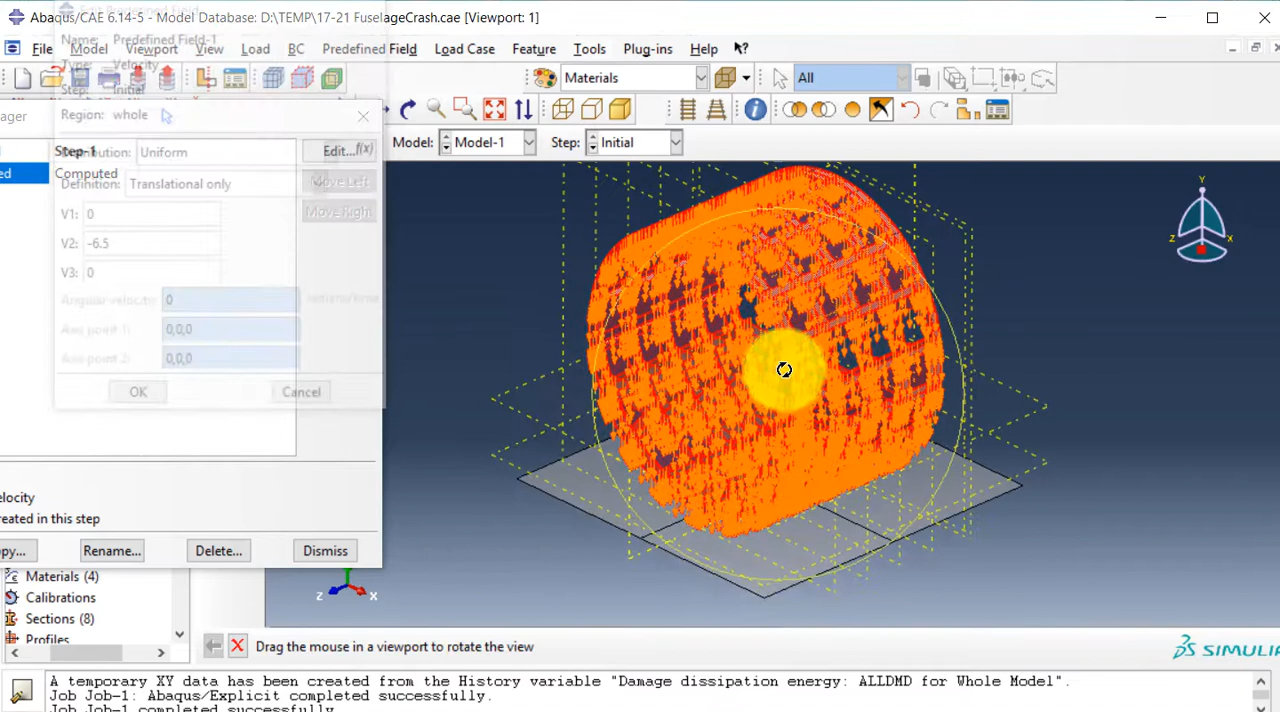 Abaqus/CAE 6.14-5 - Model Database: D:\TEMP\17-21 FuselageCrash.cae [Viewport: 1]
Edit Predefined Field
File Model Viewport View Load BC Predefined Field Load Case Feature Tools Plug-ins Help
Name: Predefined Field-1
Type: Velocity
Step: Initial
Materials
All
Region: whole
ager
Model: Model-1 Step: Initial
Step-1
Distribution: Uniform
Edit... f(x)
ed
Computed
Definition: Translational only
Move Left
V1: 0
Move Right
V2: -6.5
V3: 0
Angular velocity: 0
Axis point 1: 0,0,0
Axis point 2: 0,0,0
OK Cancel
elocity
reated in this step
opy... Rename... Delete... Dismiss
Materials (4)
Calibrations
Sections (8)
Profiles
Y
Z
X
z
x
Drag the mouse in a viewport to rotate the view
SIMULIA
A temporary XY data has been created from the History variable "Damage dissipation energy: ALLDMD for Whole Model".
Job Job-1: Abaqus/Explicit completed successfully.
Job Job-1 completed successfully.